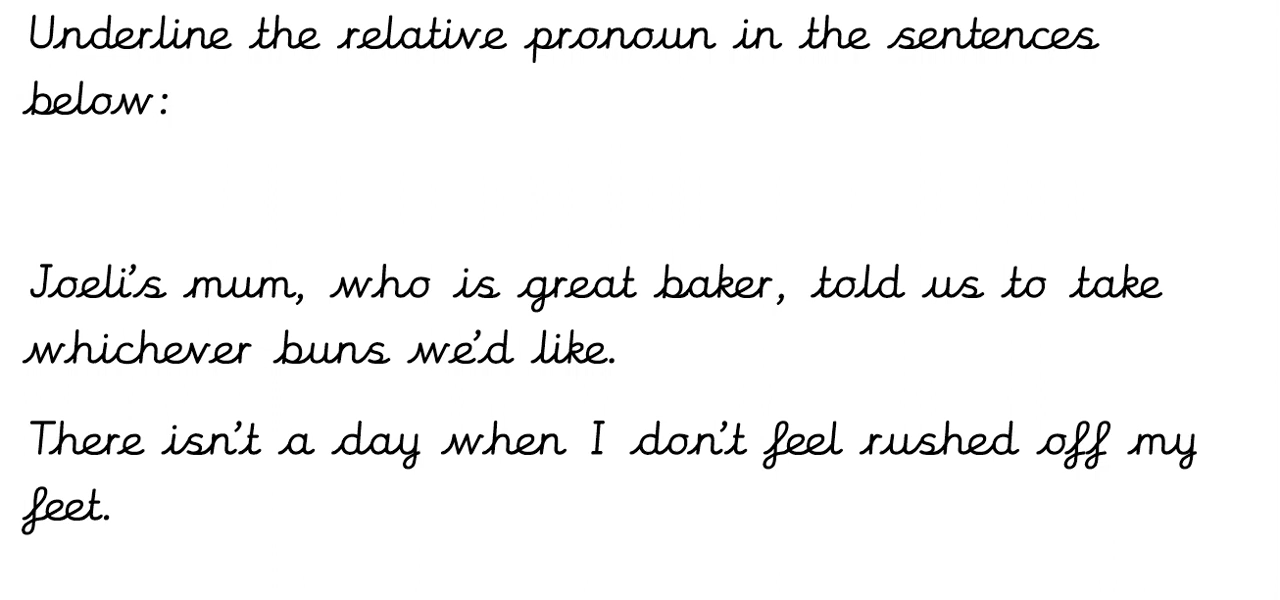 Underline the relative pronoun in the sentences
below:
Joeli’s mum, who is great baker, told us to take
whichever buns we’d like.
There isn’t a day when I don’t feel rushed off my
feet.